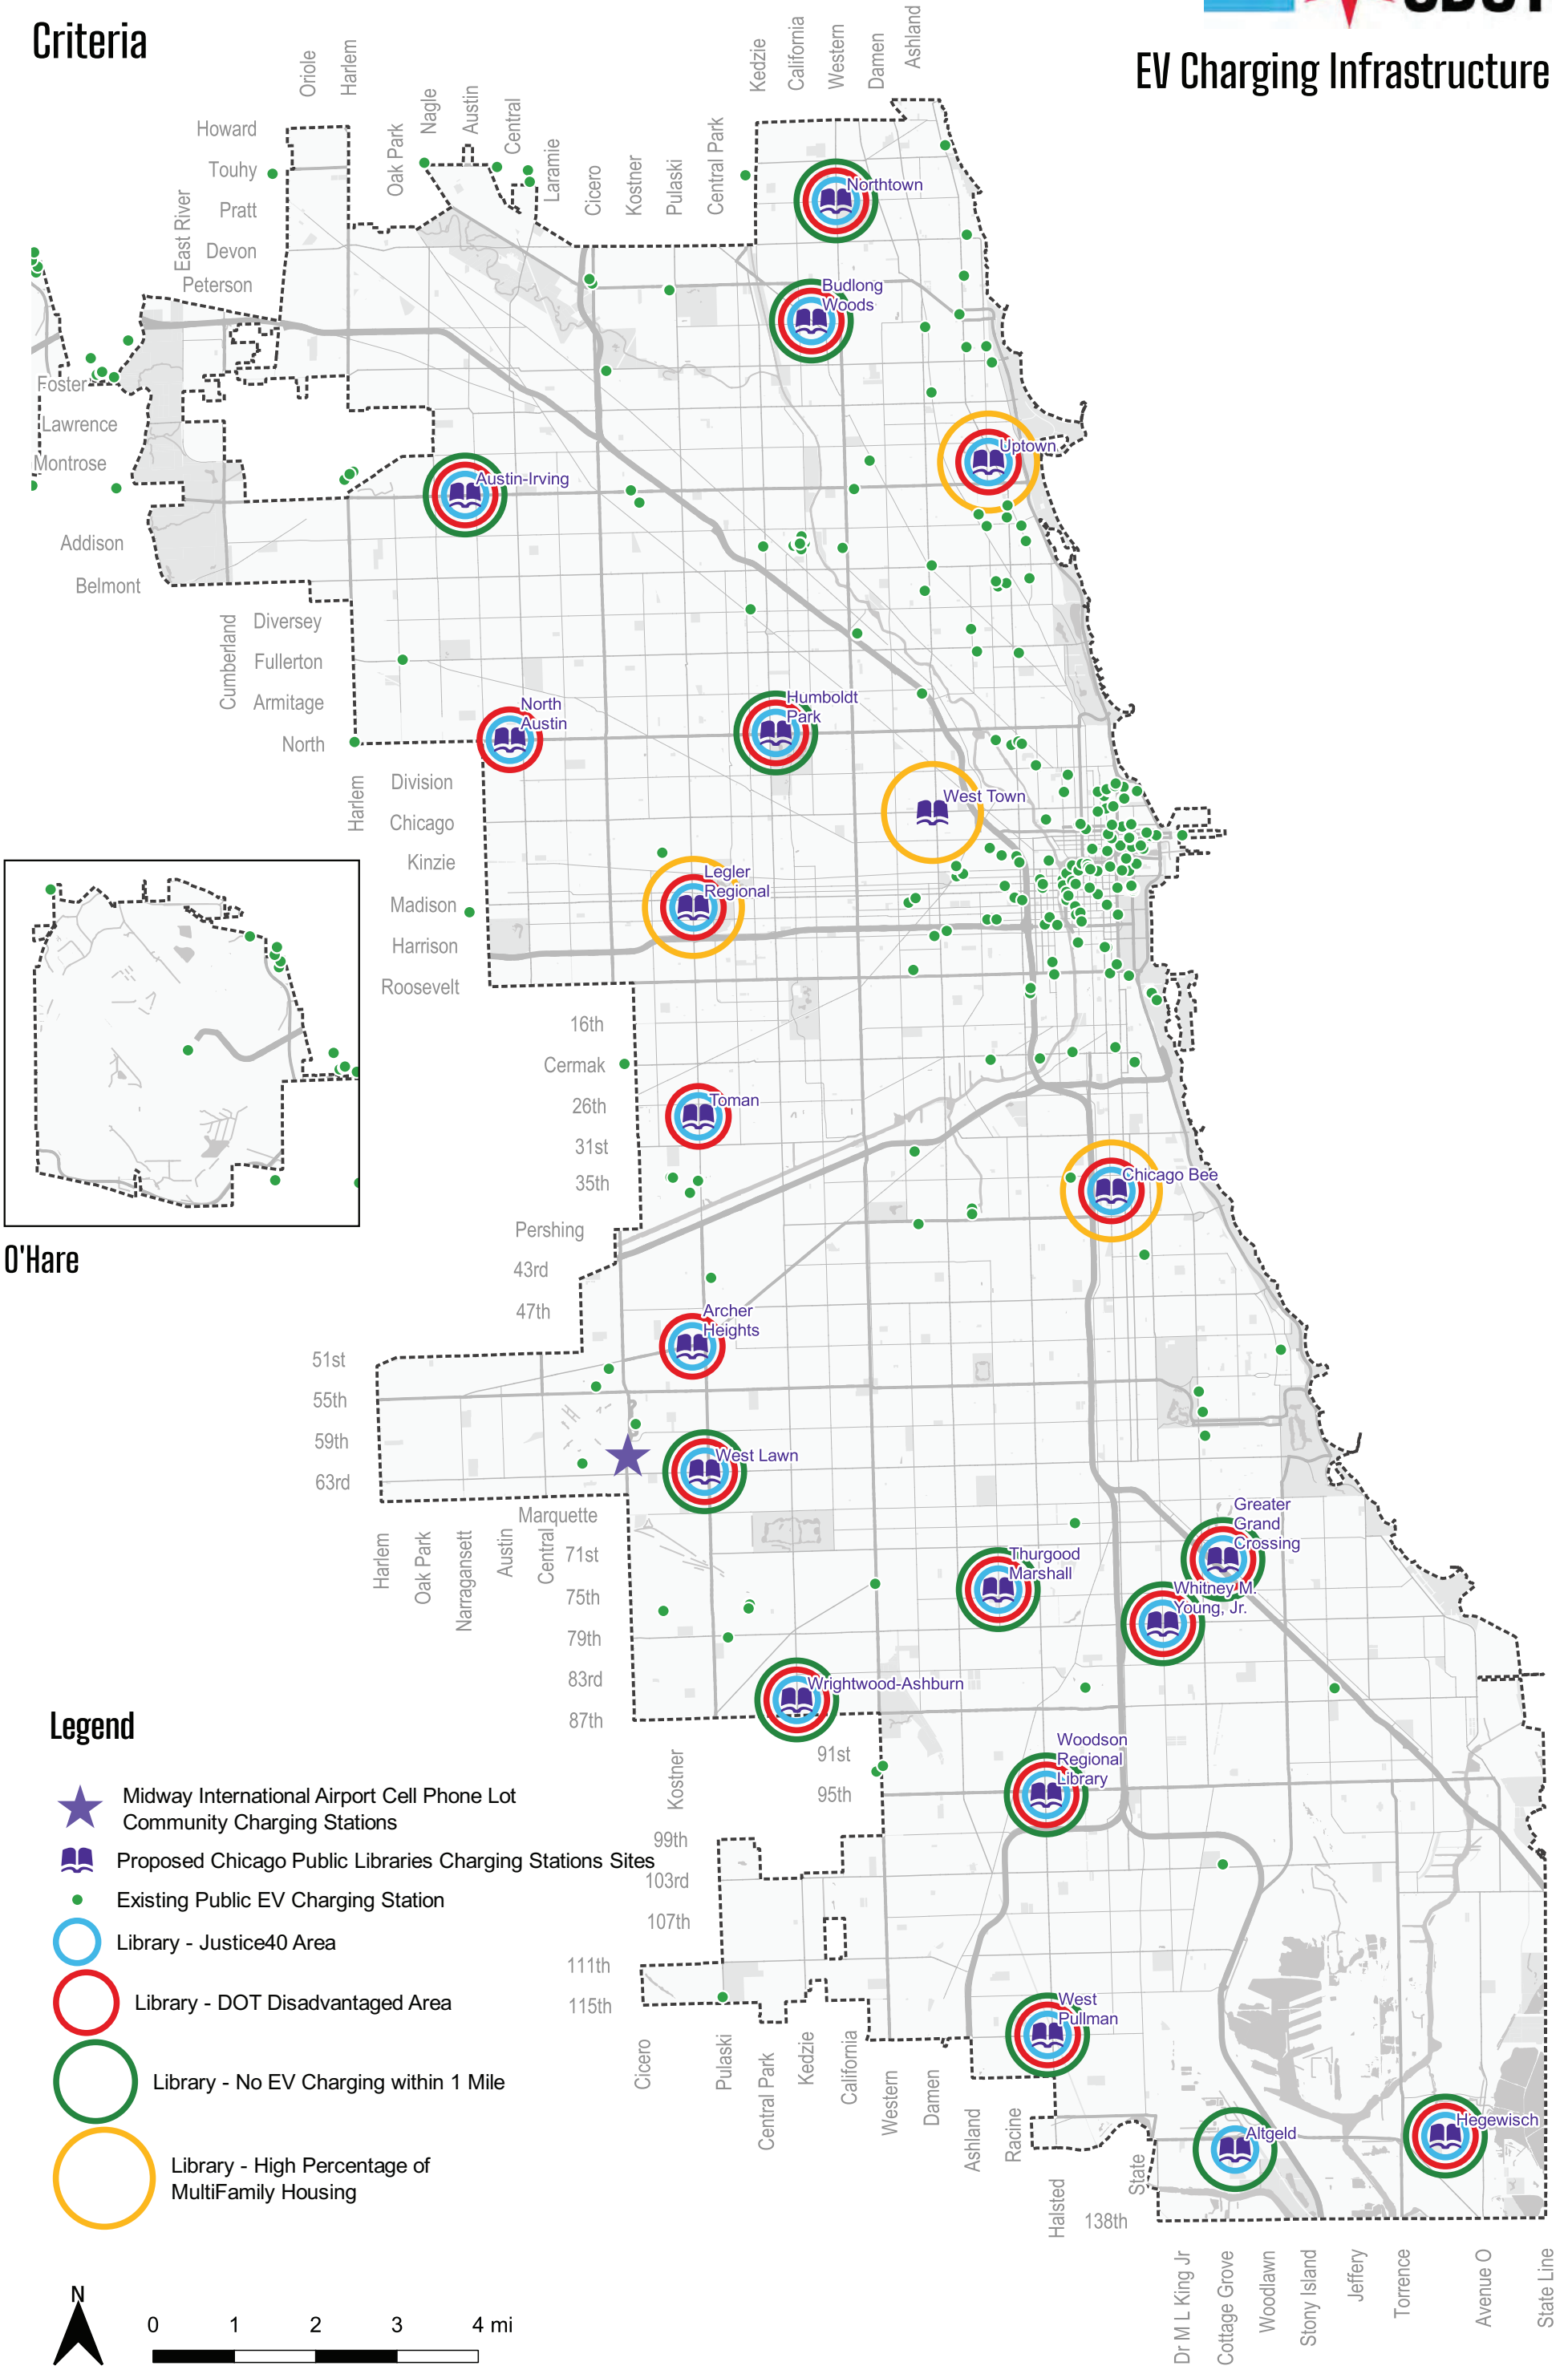 CDOT
Criteria
EV Charging Infrastructure
Oriole
Harlem
Oak Park
Nagle
Austin
Central
Laramie
Cicero
Kostner
Pulaski
Central Park
Kedzie
California
Western
Damen
Ashland
Howard
Touhy
Pratt
Devon
Peterson
East River
Foster
Lawrence
Montrose
Addison
Belmont
Cumberland
Diversey
Fullerton
Armitage
North
Harlem
Division
Chicago
Kinzie
Madison
Harrison
Roosevelt
16th
Cermak
26th
31st
35th
Pershing
43rd
47th
51st
55th
59th
63rd
Marquette
71st
75th
79th
83rd
87th
91st
95th
99th
103rd
107th
111th
115th
138th
Northtown
Budlong
Woods
Uptown
Austin-Irving
North
Austin
Humboldt
Park
West Town
Legler
Regional
Toman
Chicago Bee
Archer
Heights
West Lawn
Greater
Grand
Crossing
Thurgood
Marshall
Whitney M.
Young, Jr.
Wrightwood-Ashburn
Woodson
Regional
Library
West
Pullman
Altgeld
Hegewisch
O'Hare
Harlem
Oak Park
Narragansett
Austin
Central
Kostner
Cicero
Pulaski
Central Park
Kedzie
California
Western
Damen
Ashland
Racine
Halsted
State
Dr M L King Jr
Cottage Grove
Woodlawn
Stony Island
Jeffery
Torrence
Avenue O
State Line
Legend
Midway International Airport Cell Phone Lot
Community Charging Stations
Proposed Chicago Public Libraries Charging Stations Sites
Existing Public EV Charging Station
Library - Justice40 Area
Library - DOT Disadvantaged Area
Library - No EV Charging within 1 Mile
Library - High Percentage of
MultiFamily Housing
N
0 1 2 3 4 mi